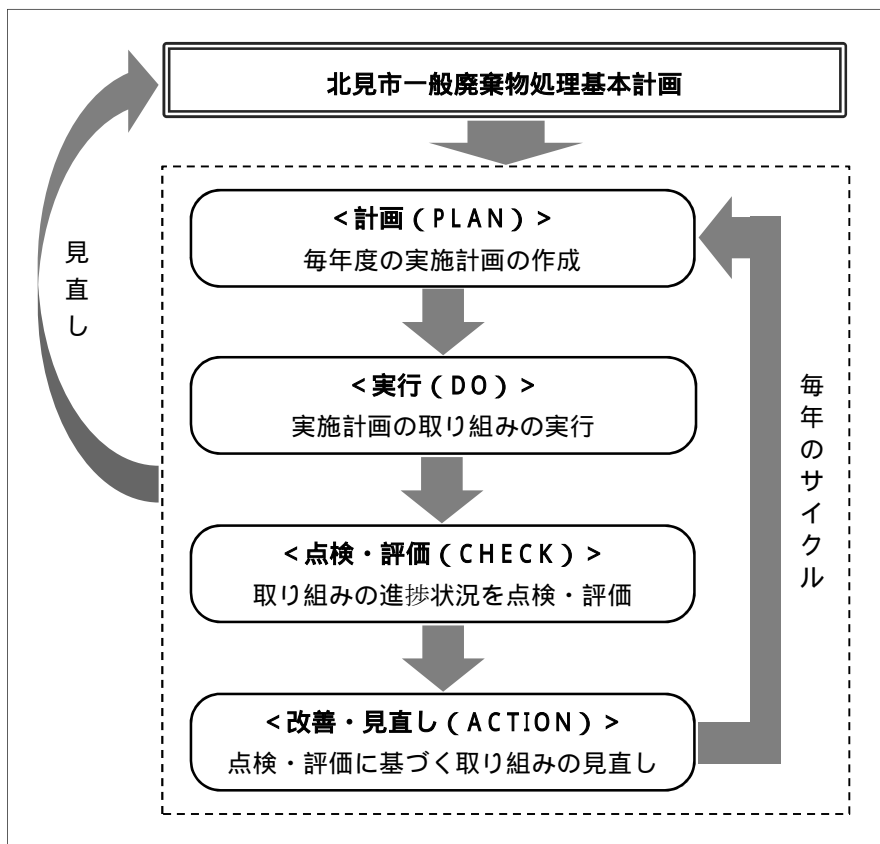 北見市一般廃棄物処理基本計画
<計画(PLAN)>
毎年度の実施計画の作成
見直し
<実行(DO)>
実施計画の取り組みの実行
毎年のサイクル
<点検・評価(CHECK)>
取り組みの進捗状況を点検・評価
<改善・見直し(ACTION)>
点検・評価に基づく取り組みの見直し